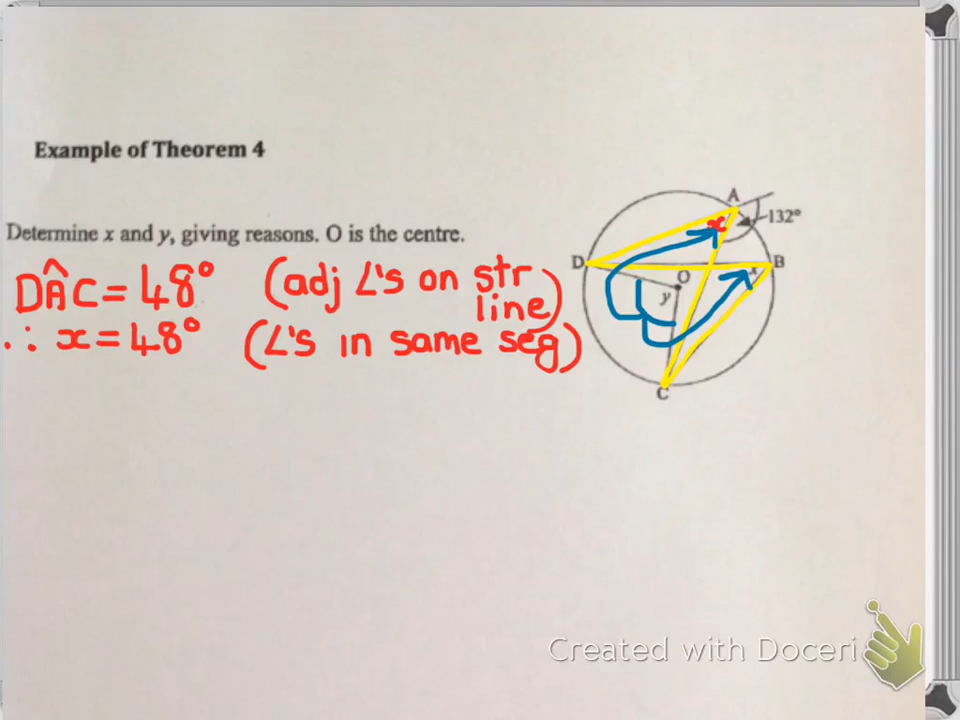 Example of Theorem 4
Determine x and y, giving reasons. O is the centre.
DÂC = 48° (adj ∠'s on str line)
∴ x = 48° (∠'s in same seg)
A
132°
x
D
B
O
x
y
C
Created with Doceri